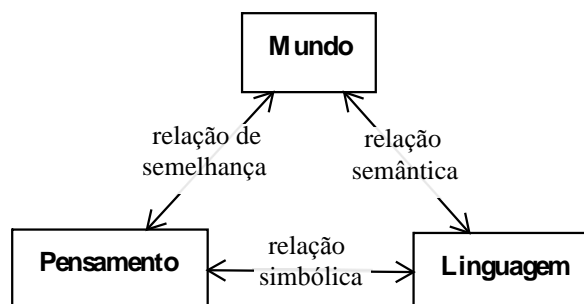 Mundo
relação de
semelhança
relação
semântica
Pensamento
relação
simbólica
Linguagem